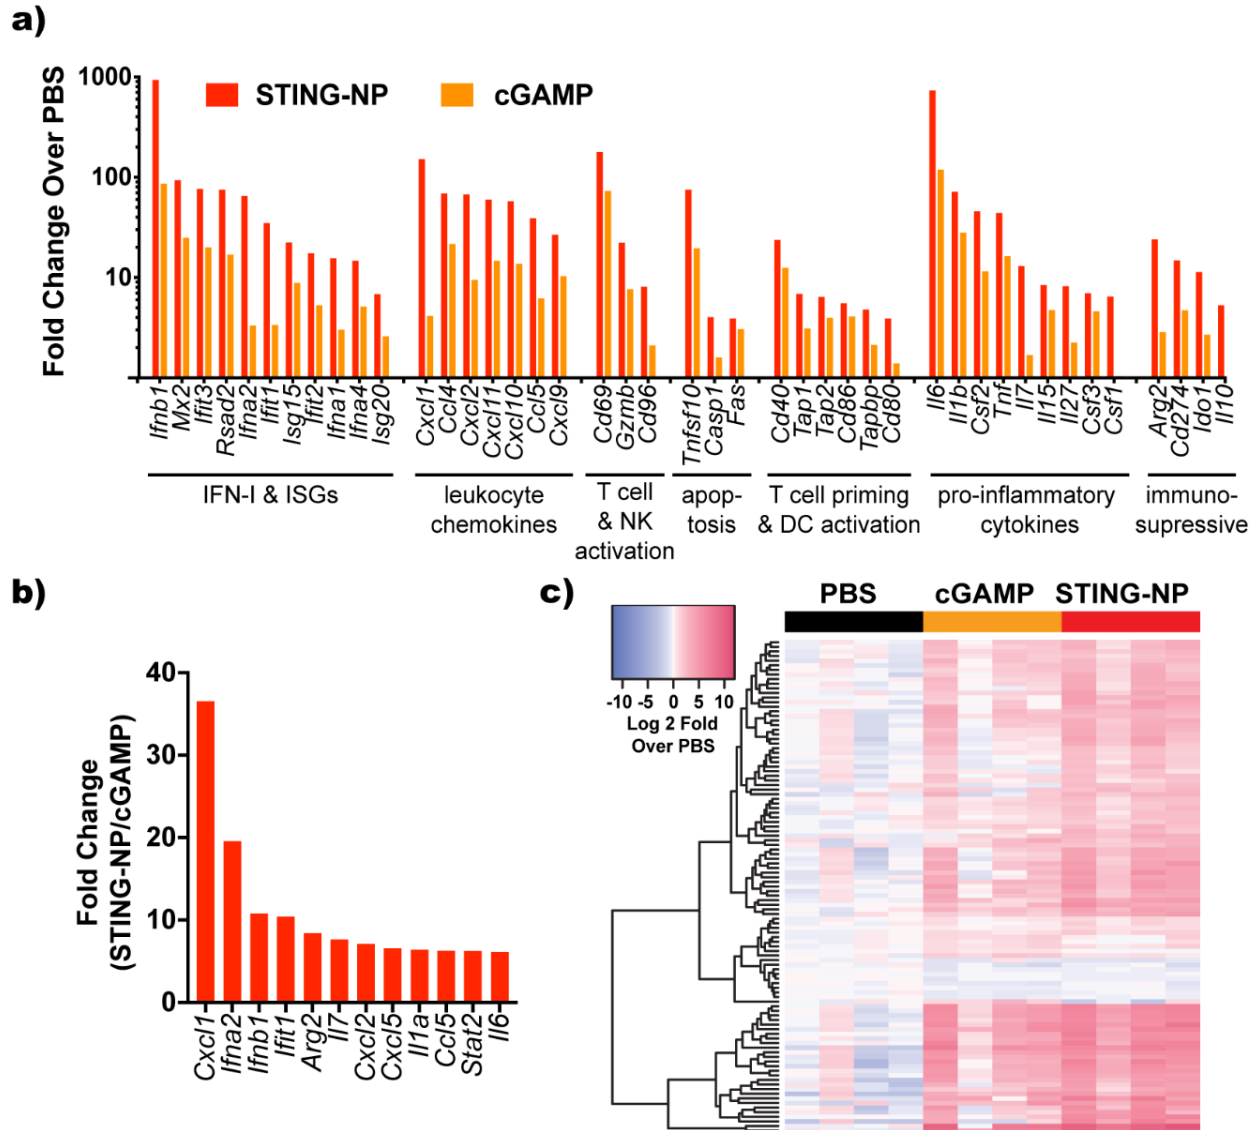 a)
Fold Change Over PBS
1000
100
10
STING-NP
cGAMP
Ifnb1
Mx2
Ifit3
Rsad2
Ifna2
Ifit1
Isg15
Ifit2
Ifna1
Ifna4
Isg20
Cxcl1
Ccl4
Cxcl2
Cxcl11
Cxcl10
Ccl5
Cxcl9
Cd69
Gzmb
Cd96
Tnfsf10
Casp1
Fas
Cd40
Tap1
Tap2
Cd86
Tapbp
Cd80
Il6
Il1b
Csf2
Tnf
Il7
Il15
Il27
Csf3
Csf1
Arg2
Cd274
Ido1
Il10
IFN-I & ISGs
leukocyte
chemokines
T cell
& NK
activation
apop-
tosis
T cell priming
& DC activation
pro-inflammatory
cytokines
immuno-
supressive
b)
Fold Change
(STING-NP/cGAMP)
40
30
20
10
0
Cxcl1
Ifna2
Ifnb1
Ifit1
Arg2
Il7
Cxcl2
Cxcl5
Il1a
Ccl5
Stat2
Il6
c)
PBS
cGAMP
STING-NP
-10 -5 0 5 10
Log 2 Fold
Over PBS